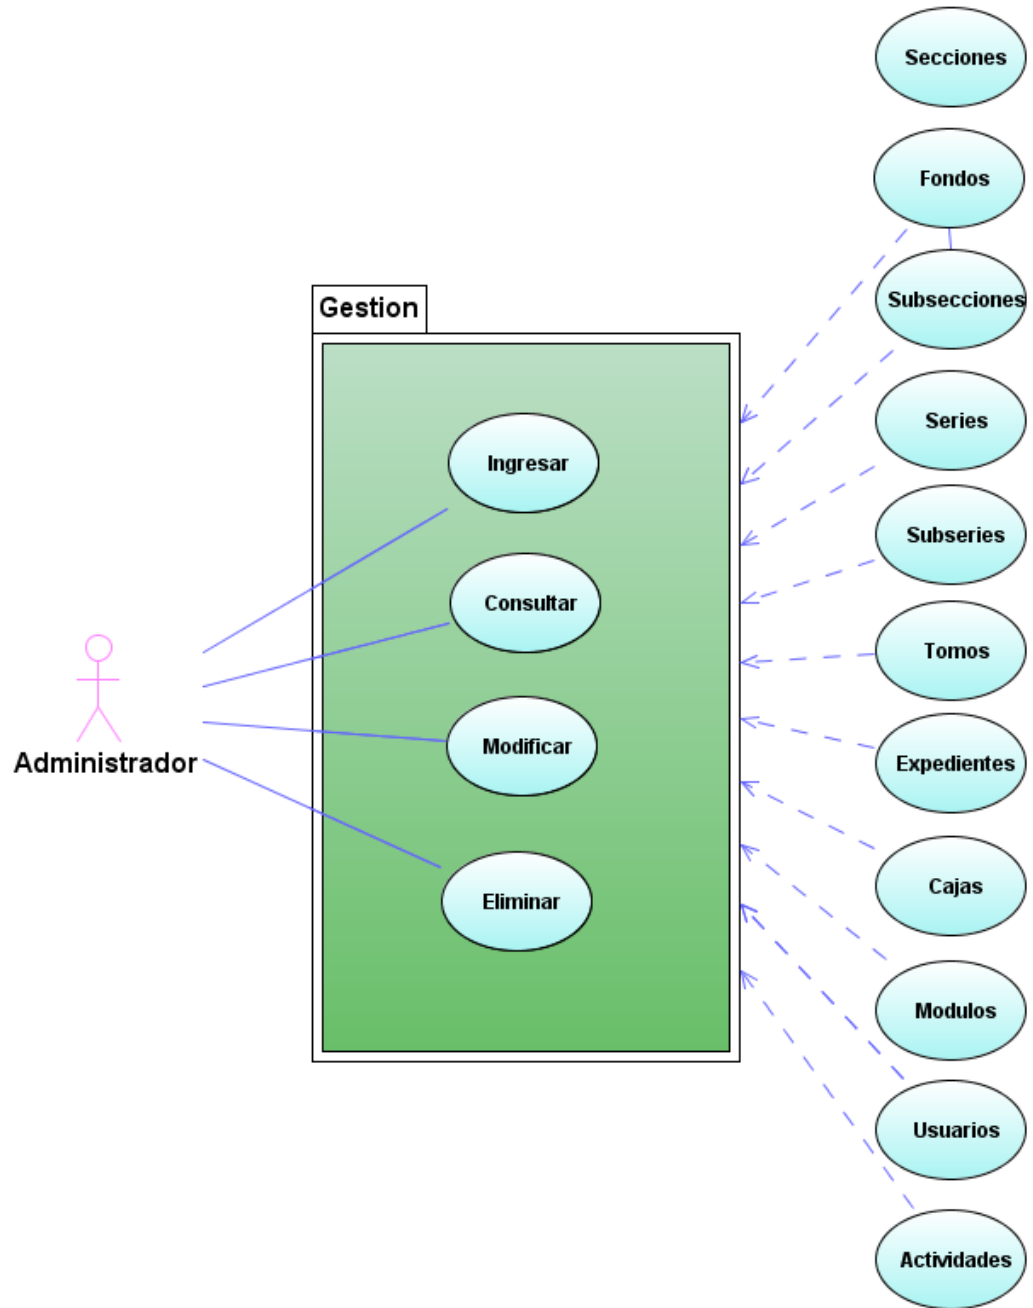 Secciones
Fondos
Subsecciones
Gestion
Series
Ingresar
Subseries
Consultar
Tomos
Modificar
Administrador
Expedientes
Cajas
Eliminar
Modulos
Usuarios
Actividades